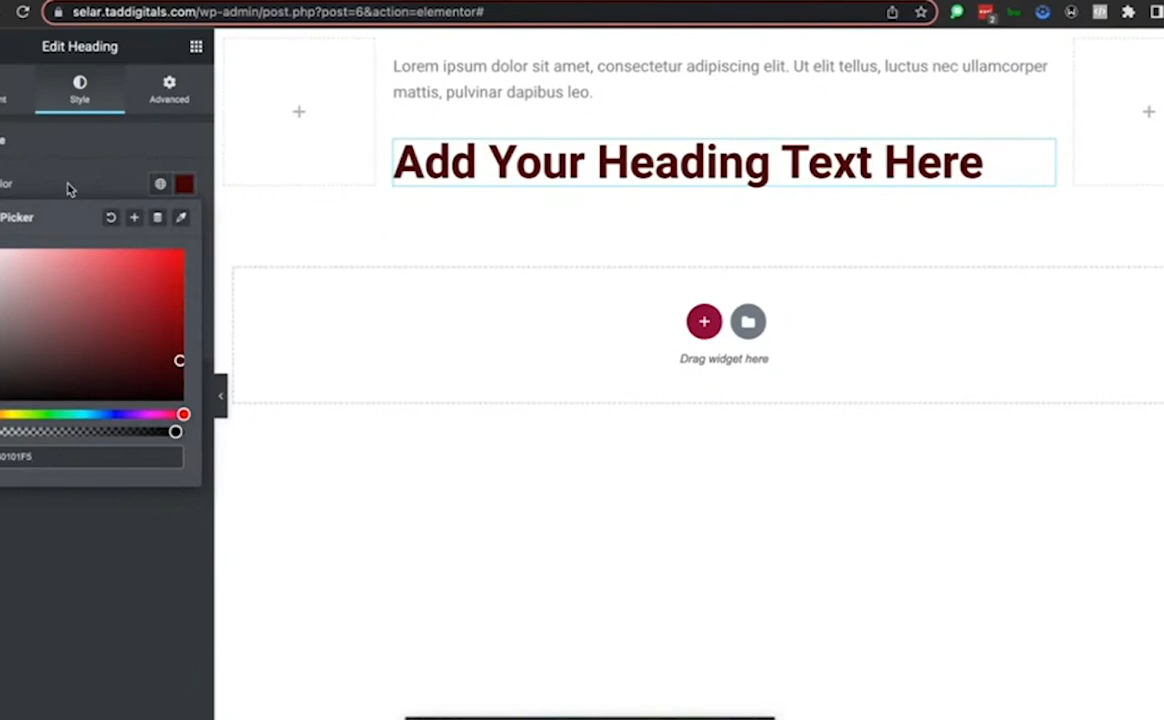 selar.taddigitals.com/wp-admin/post.php?post=6&action=elementor#
2
Edit Heading
Style
Advanced
Picker
0101F5
Lorem ipsum dolor sit amet, consectetur adipiscing elit. Ut elit tellus, luctus nec ullamcorper
mattis, pulvinar dapibus leo.
Add Your Heading Text Here
Drag widget here